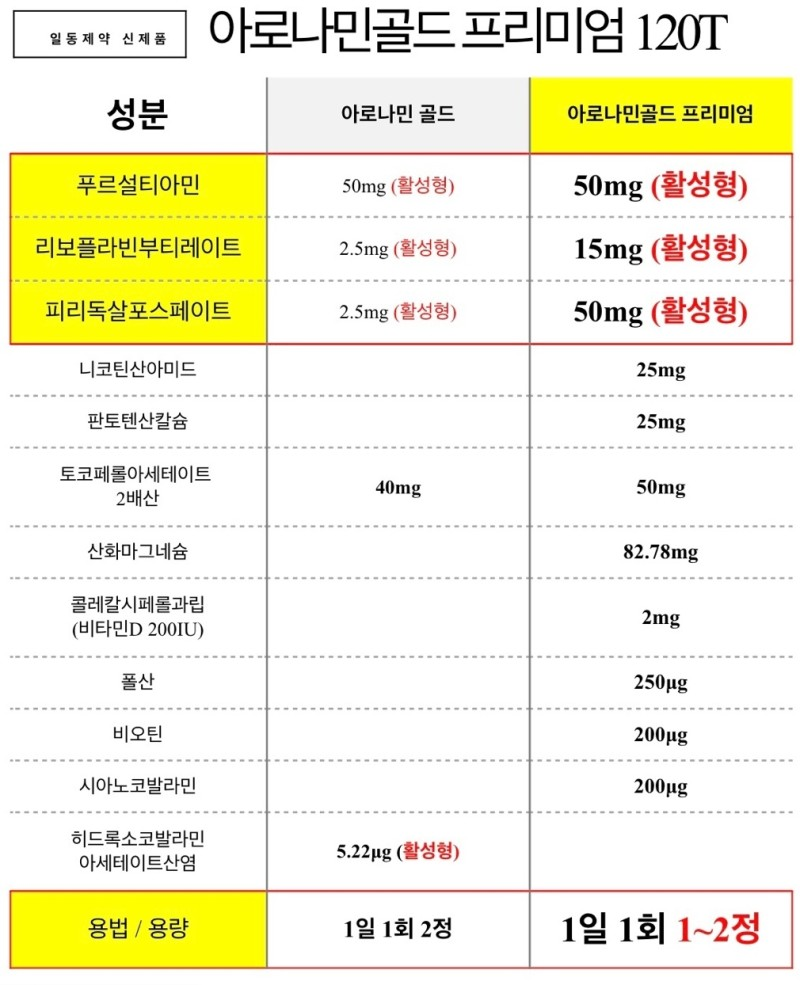 일동제약 신제품
아로나민골드 프리미엄 120T
성분 아로나민 골드 아로나민골드 프리미엄
푸르설티아민 50mg (활성형) 50mg (활성형)
리보플라빈부티레이트 2.5mg (활성형) 15mg (활성형)
피리독살포스페이트 2.5mg (활성형) 50mg (활성형)
니코틴산아미드 25mg
판토텐산칼슘 25mg
토코페롤아세테이트
2배산 40mg 50mg
산화마그네슘 82.78mg
콜레칼시페롤과립
(비타민D 200IU) 2mg
폴산 250μg
비오틴 200μg
시아노코발라민 200μg
히드록소코발라민
아세테이트산염 5.22μg (활성형)
용법 / 용량 1일 1회 2정 1일 1회 1~2정